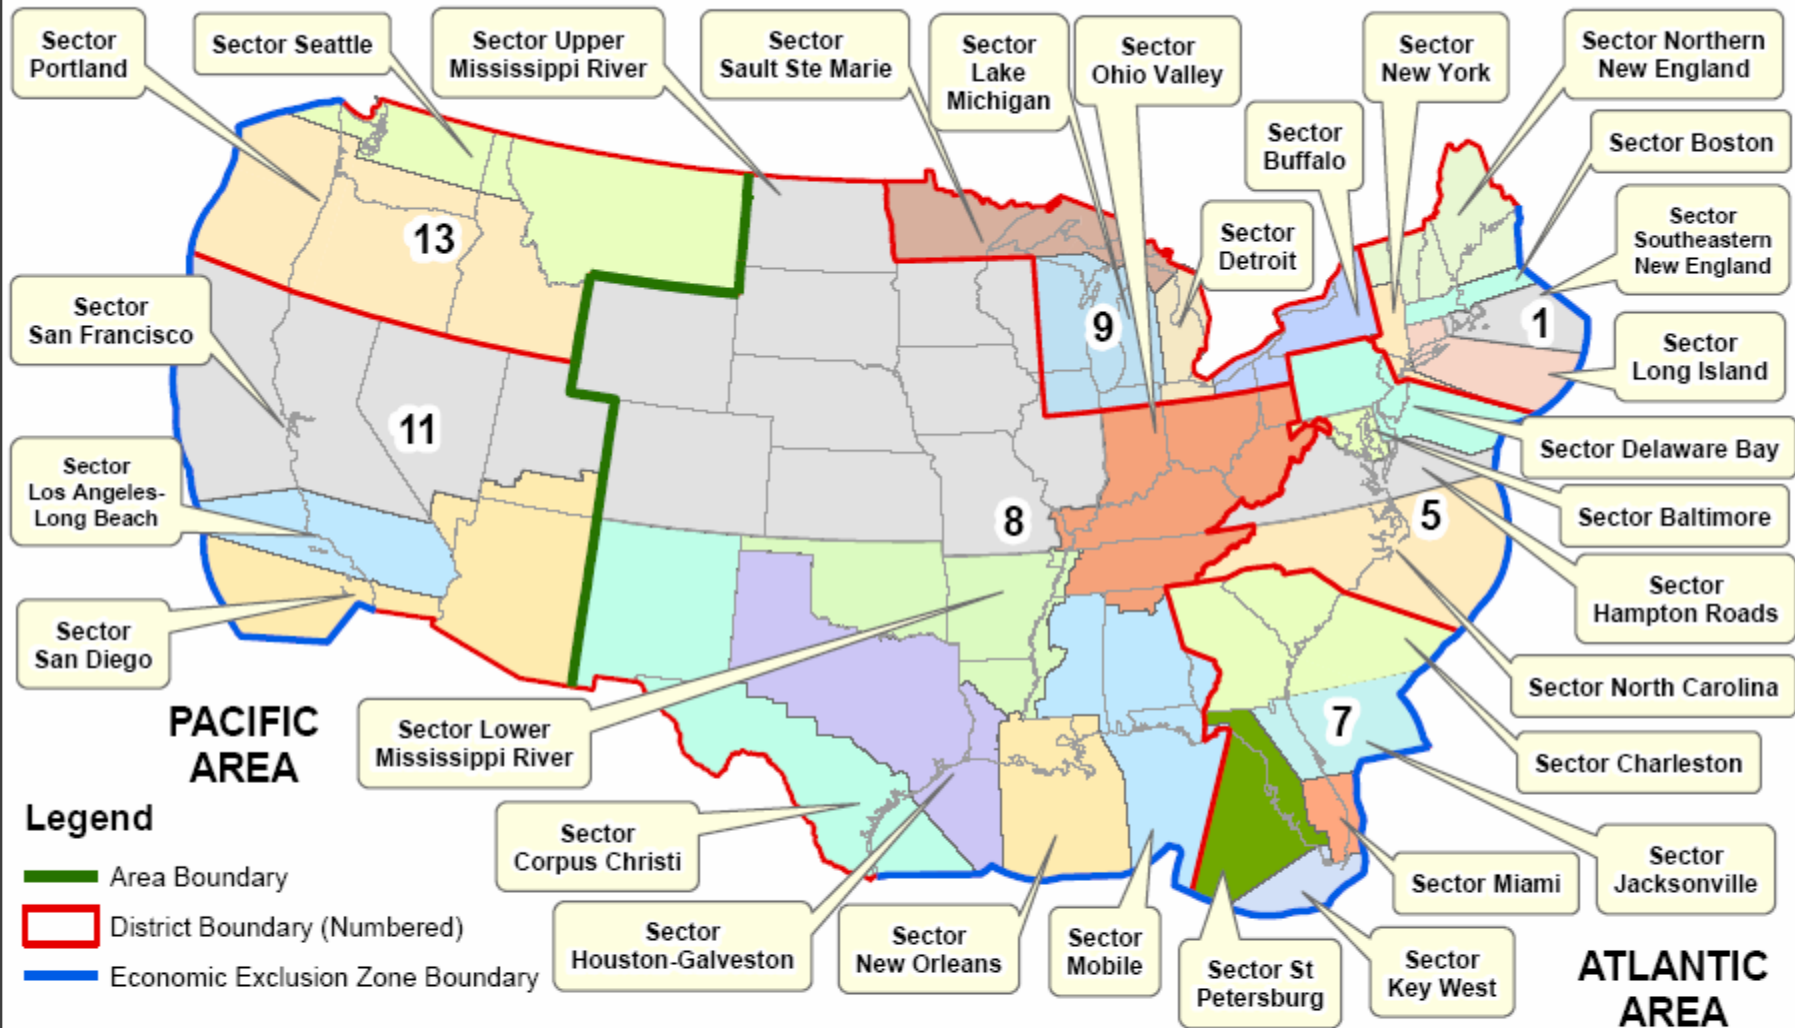 Sector
Portland
Sector Seattle
Sector Upper
Mississippi River
Sector
Sault Ste Marie
Sector
Lake
Michigan
Sector
Ohio Valley
Sector
New York
Sector Northern
New England
Sector
Buffalo
Sector Boston
Sector
Southeastern
New England
Sector
Detroit
13
9
1
Sector
San Francisco
Sector
Long Island
11
Sector Delaware Bay
Sector
Los Angeles-
Long Beach
8
5
Sector Baltimore
Sector
Hampton Roads
Sector
San Diego
Sector North Carolina
PACIFIC
AREA
Sector Lower
Mississippi River
7
Sector Charleston
Legend
Area Boundary
District Boundary (Numbered)
Economic Exclusion Zone Boundary
Sector
Corpus Christi
Sector
Houston-Galveston
Sector
New Orleans
Sector
Mobile
Sector St
Petersburg
Sector
Key West
Sector Miami
Sector
Jacksonville
ATLANTIC
AREA